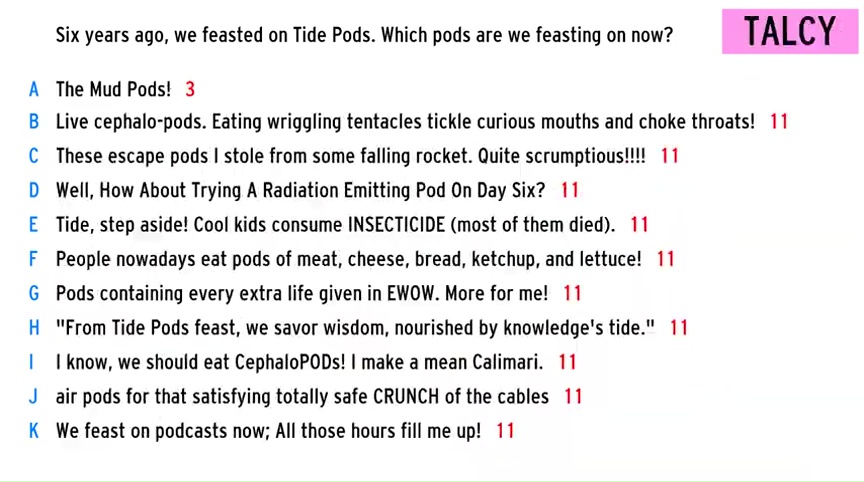 Six years ago, we feasted on Tide Pods. Which pods are we feasting on now?
TALCY
A The Mud Pods! 3
B Live cephalo-pods. Eating wriggling tentacles tickle curious mouths and choke throats! 11
C These escape pods I stole from some falling rocket. Quite scrumptious!!!! 11
D Well, How About Trying A Radiation Emitting Pod On Day Six? 11
E Tide, step aside! Cool kids consume INSECTICIDE (most of them died). 11
F People nowadays eat pods of meat, cheese, bread, ketchup, and lettuce! 11
G Pods containing every extra life given in EWOW. More for me! 11
H "From Tide Pods feast, we savor wisdom, nourished by knowledge's tide." 11
I I know, we should eat CephaloPODs! I make a mean Calimari. 11
J air pods for that satisfying totally safe CRUNCH of the cables 11
K We feast on podcasts now; All those hours fill me up! 11